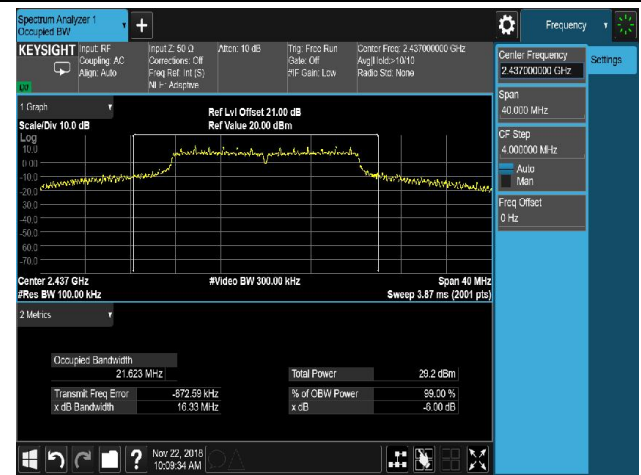 Spectrum Analyzer 1
Occupied BW
Frequency
KEYSIGHT
Input: RF
Coupling: AC
Align: Auto
Input Z: 50 Ω
Corrections: Off
Freq Ref: Int (S)
NFE: Adaptive
Atten: 10 dB
Trig: Free Run
Gate: Off
#IF Gain: Low
Center Freq: 2.437000000 GHz
Avg|Hold:>10/10
Radio Std: None
Center Frequency
2.437000000 GHz
Settings
Span
40.000 MHz
CF Step
4.000000 MHz
Auto
Man
Freq Offset
0 Hz
1 Graph
Scale/Div 10.0 dB
Ref Lvl Offset 21.00 dB
Ref Value 20.00 dBm
Log
10.0
0.00
-10.0
-20.0
-30.0
-40.0
-50.0
-60.0
-70.0
Center 2.437 GHz
#Video BW 300.00 kHz
Span 40 MHz
#Res BW 100.00 kHz
Sweep 3.87 ms (2001 pts)
2 Metrics
Occupied Bandwidth
21.623 MHz
Total Power 29.2 dBm
Transmit Freq Error -872.59 kHz
% of OBW Power 99.00 %
x dB Bandwidth 16.33 MHz
x dB -6.00 dB
?
Nov 22, 2018
10:09:34 AM